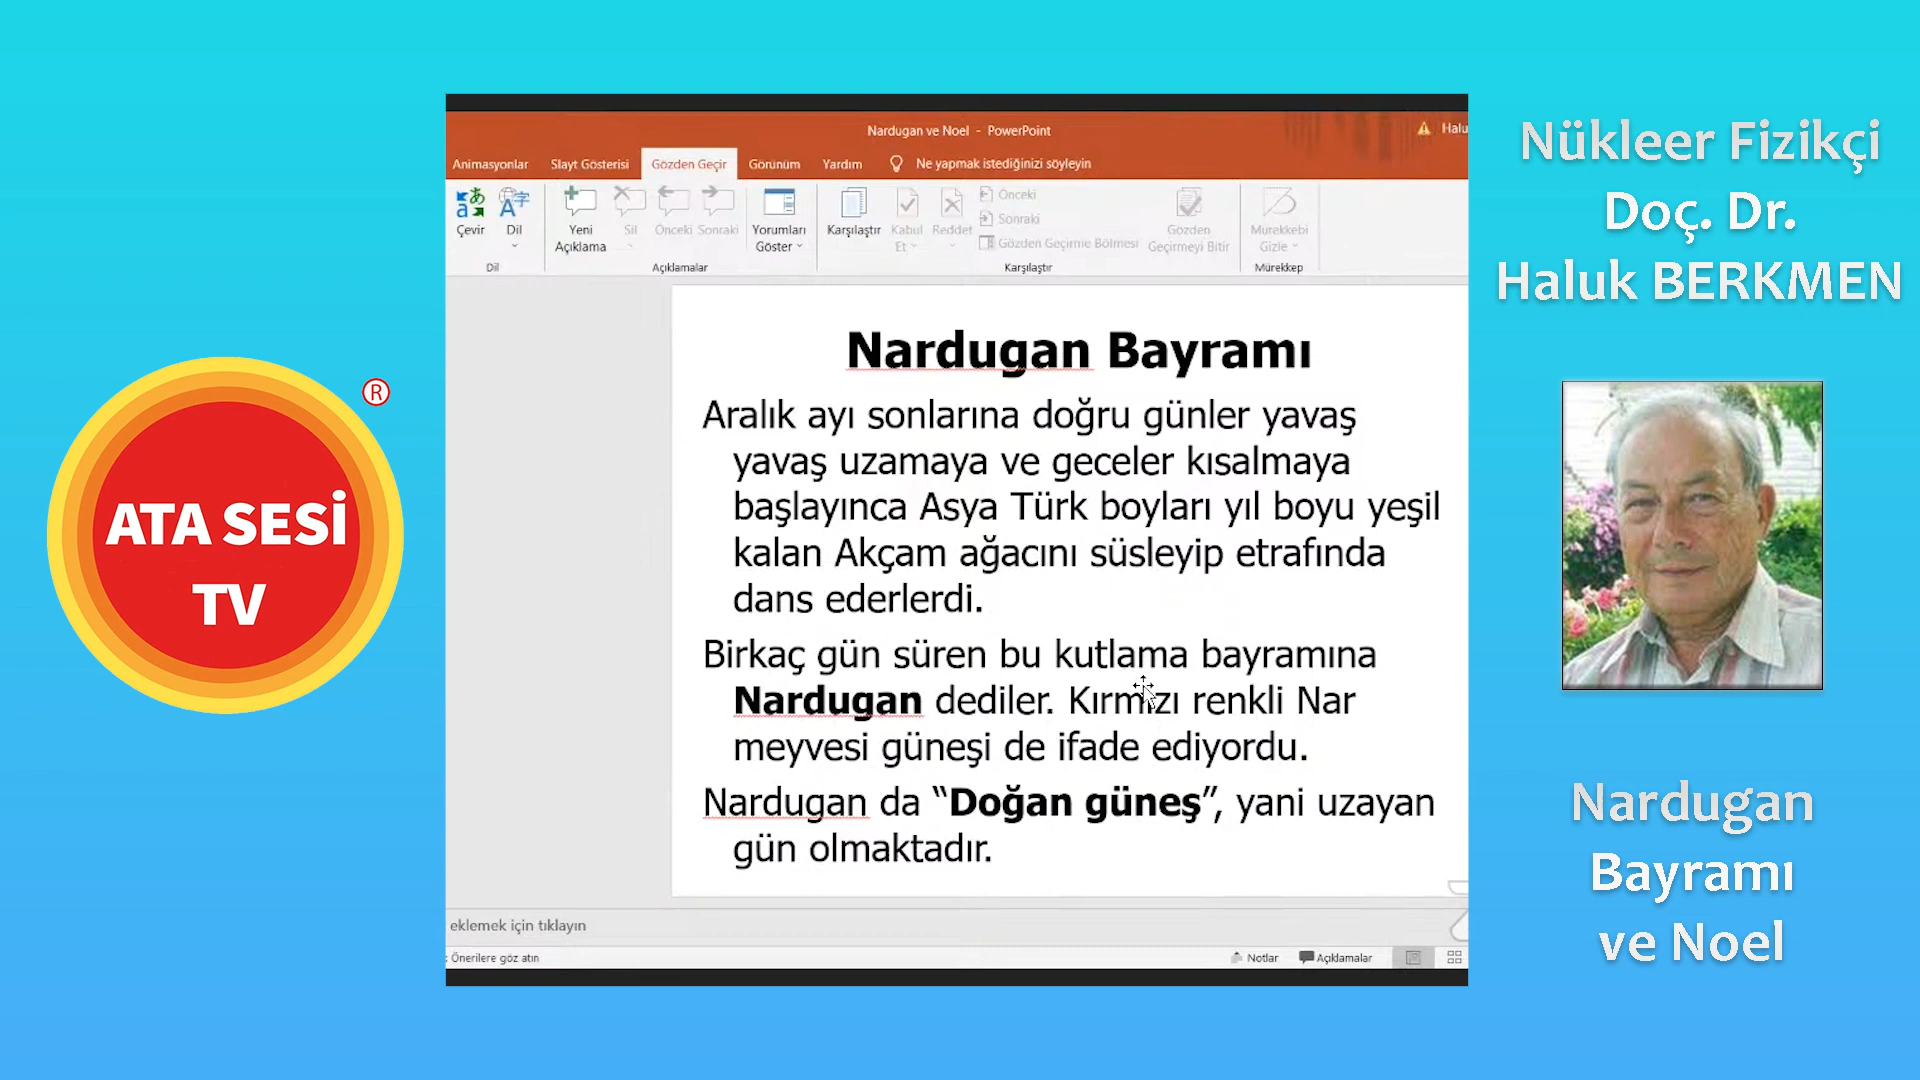 ATA SESİ
TV
®
Nardugan ve Noel - PowerPoint
Halu
Animasyonlar Slayt Gösterisi Gözden Geçir Görünüm Yardım Ne yapmak istediğinizi söyleyin
Çevir Dil
Dil
Yeni
Açıklama
Sil Önceki Sonraki
Yorumları
Göster
Açıklamalar
Karşılaştır
Kabul
Et
Reddet
Önceki
Sonraki
Gözden Geçirme Bölmesi
Gözden
Geçirmeyi Bitir
Karşılaştır
Mürekkebi
Gizle
Mürekkep
Nardugan Bayramı
Aralık ayı sonlarına doğru günler yavaş
yavaş uzamaya ve geceler kısalmaya
başlayınca Asya Türk boyları yıl boyu yeşil
kalan Akçam ağacını süsleyip etrafında
dans ederlerdi.
Birkaç gün süren bu kutlama bayramına
Nardugan dediler. Kırmızı renkli Nar
meyvesi güneşi de ifade ediyordu.
Nardugan da “Doğan güneş”, yani uzayan
gün olmaktadır.
eklemek için tıklayın
: Önerilere göz atın
Notlar Açıklamalar
Nükleer Fizikçi
Doç. Dr.
Haluk BERKMEN
Nardugan
Bayramı
ve Noel